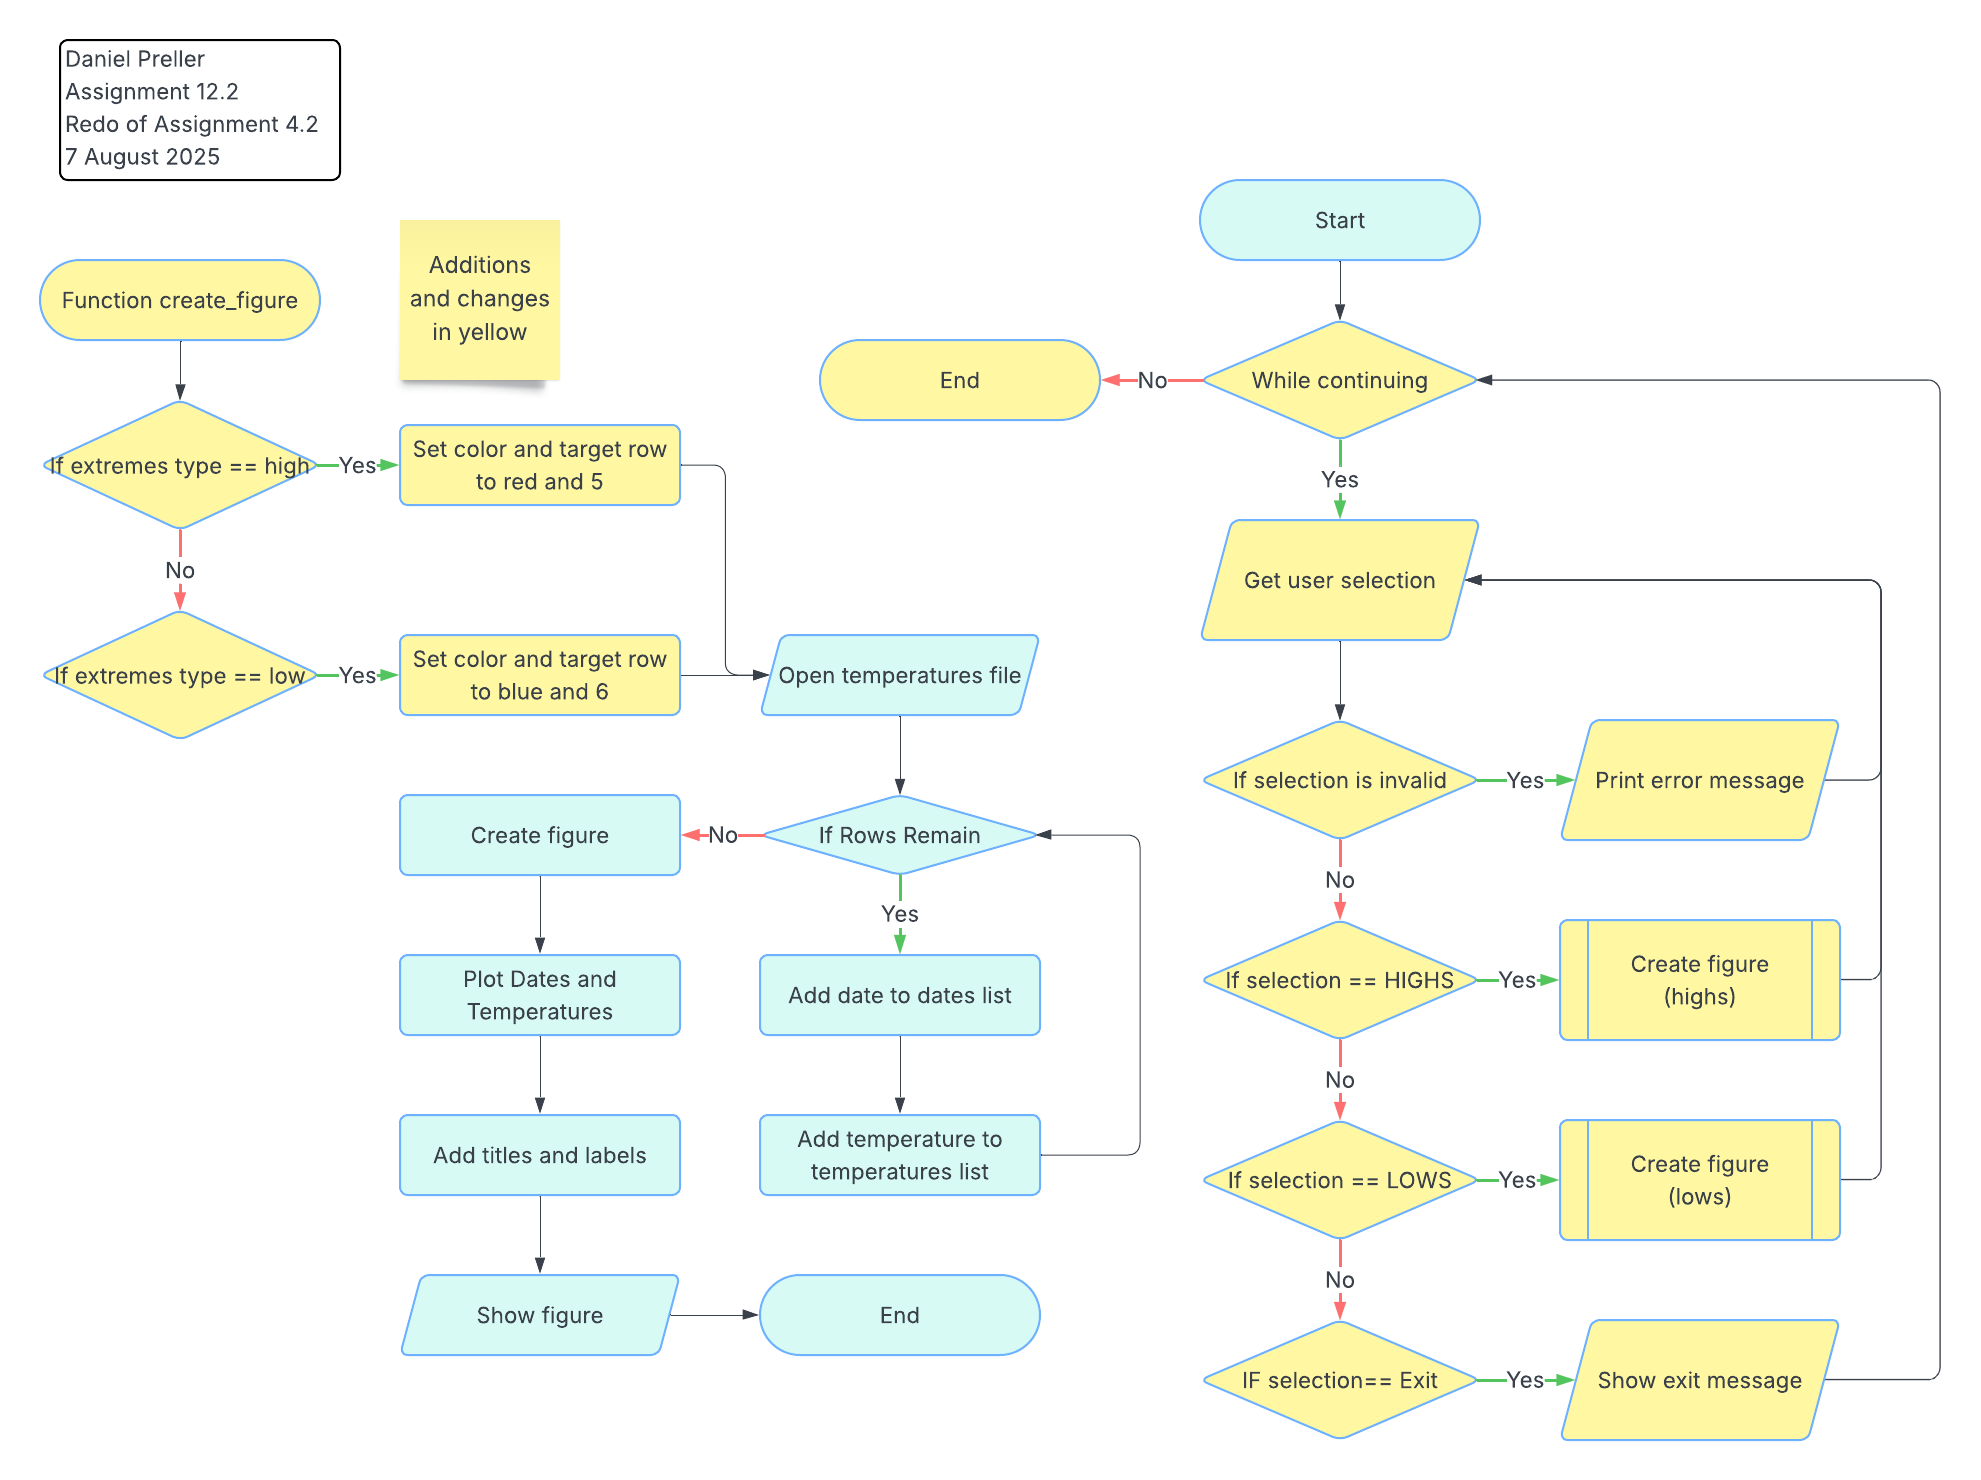 Daniel Preller
Assignment 12.2
Redo of Assignment 4.2
7 August 2025
Additions
and changes
in yellow
Function create_figure
If extremes type == high
Yes
Set color and target row
to red and 5
No
If extremes type == low
Yes
Set color and target row
to blue and 6
Open temperatures file
If Rows Remain
No
Create figure
Yes
Plot Dates and
Temperatures
Add date to dates list
Add titles and labels
Add temperature to
temperatures list
Show figure
End
Start
While continuing
No
End
Yes
Get user selection
If selection is invalid
Yes
Print error message
No
If selection == HIGHS
Yes
Create figure
(highs)
No
If selection == LOWS
Yes
Create figure
(lows)
No
IF selection== Exit
Yes
Show exit message